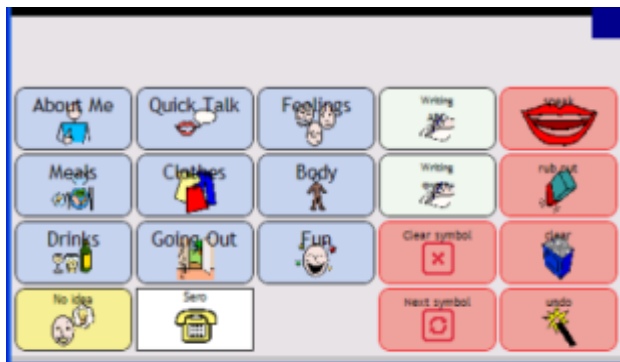 About Me
Quick Talk
Feelings
Writing
speak
Meals
Clothes
Body
Writing
rub out
Drinks
Going Out
Fun
Clear symbol
clear
No idea
Sero
Next symbol
undo